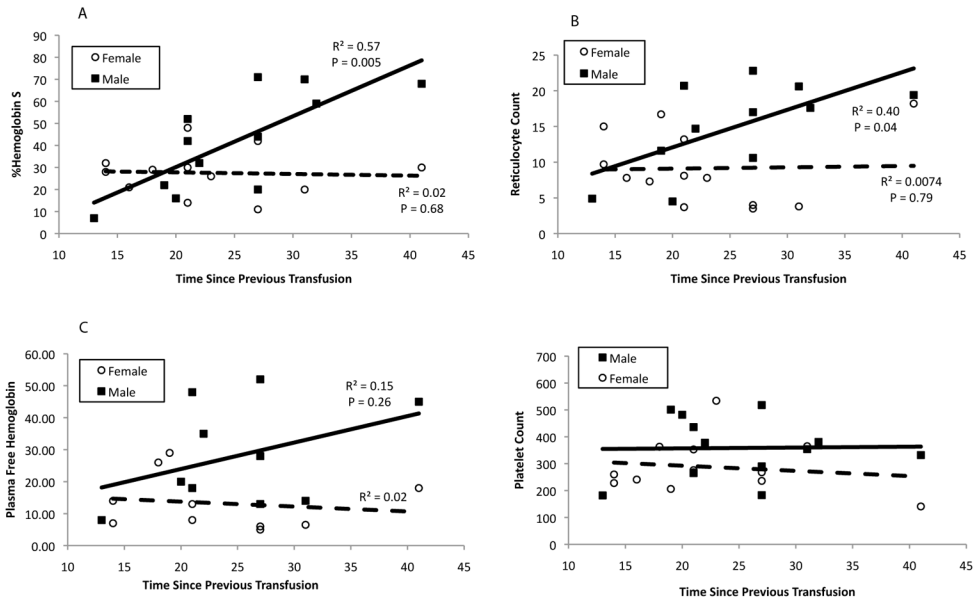 A
90
80
70
60
50
40
30
20
10
0
%Hemoglobin S
Female
Male
R² = 0.57
P = 0.005
R² = 0.02
P = 0.68
10 15 20 25 30 35 40 45
Time Since Previous Transfusion
B
25
20
15
10
5
0
Reticulocyte Count
Female
Male
R² = 0.40
P = 0.04
R² = 0.0074
P = 0.79
10 15 20 25 30 35 40 45
Time Since Previous Transfusion
C
60.00
50.00
40.00
30.00
20.00
10.00
0.00
Plasma Free Hemoglobin
Female
Male
R² = 0.15
P = 0.26
R² = 0.02
10 15 20 25 30 35 40 45
Time Since Previous Transfusion
700
600
500
400
300
200
100
0
Platelet Count
Male
Female
10 15 20 25 30 35 40 45
Time Since Previous Transfusion